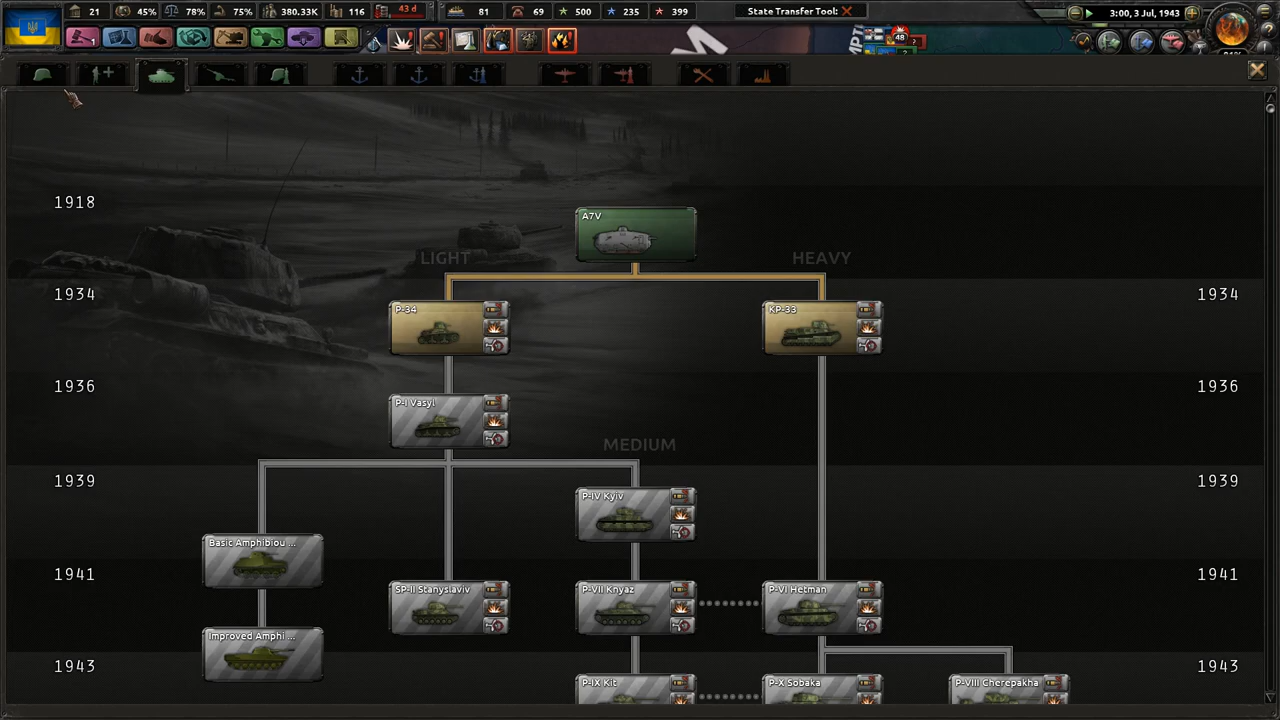 21 45% 78% 75% 380.33K 116 43 d 81 69 500 235 399 State Transfer Tool: 3:00, 3 Jul, 1943
1
48
1918
A7V
LIGHT HEAVY
1934 1934
P-34 KP-33
1936 1936
P-I Vasyl
MEDIUM
1939 1939
P-IV Kyiv
Basic Amphibiou ...
1941 1941
SP-II Stanyslaviv P-VII Knyaz P-VI Hetman
Improved Amphi ...
1943 1943
P-IX Kit P-X Sobaka P-VIII Cherepakha